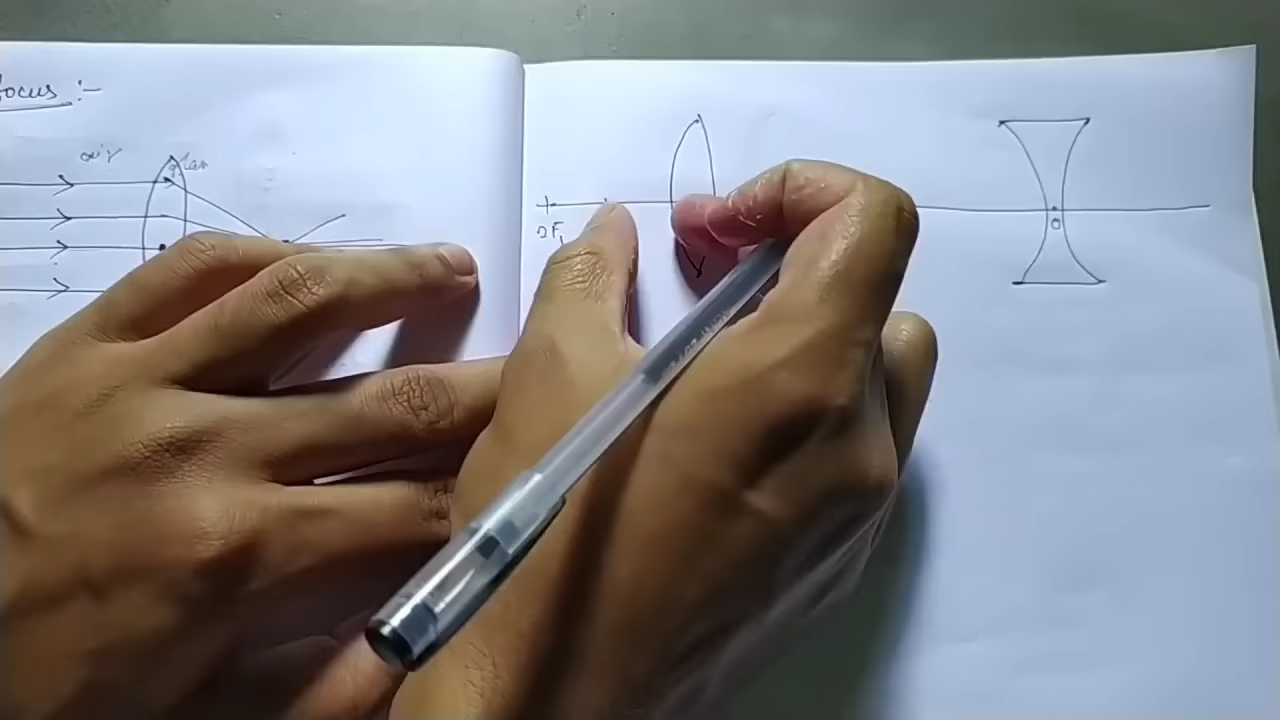 focus :-
air
glass
2F₁
O